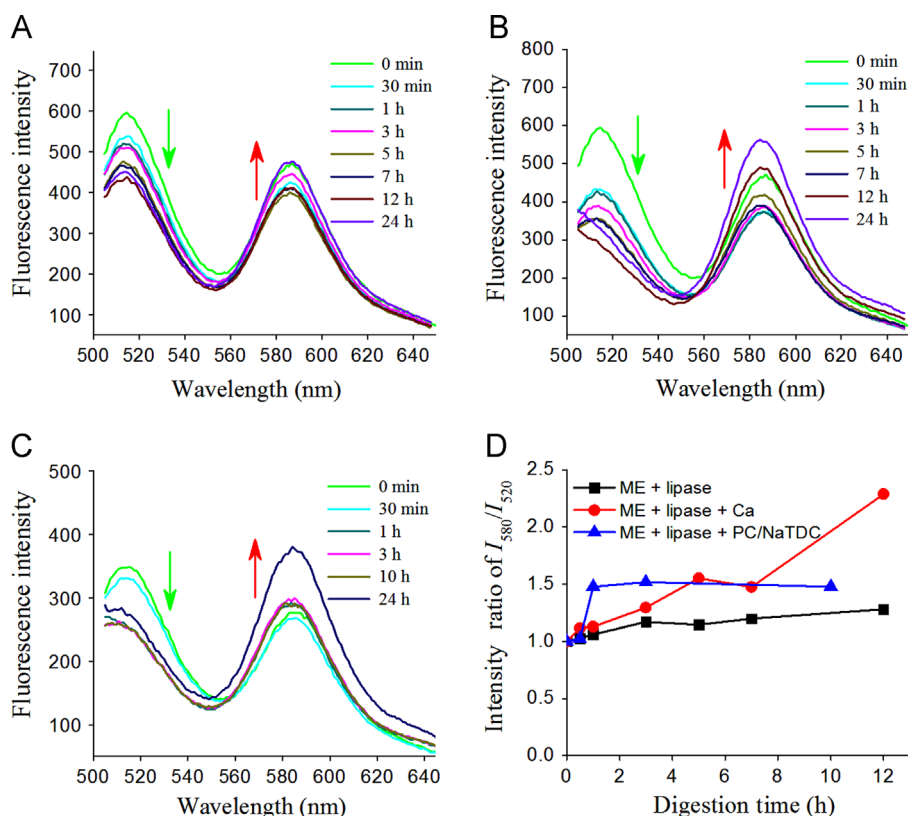 A
Fluorescence intensity
700
600
500
400
300
200
100
0 min
30 min
1 h
3 h
5 h
7 h
12 h
24 h
500 520 540 560 580 600 620 640
Wavelength (nm)
B
Fluorescence intensity
800
700
600
500
400
300
200
100
0 min
30 min
1 h
3 h
5 h
7 h
12 h
24 h
500 520 540 560 580 600 620 640
Wavelength (nm)
C
Fluorescence intensity
500
400
300
200
100
0 min
30 min
1 h
3 h
10 h
24 h
500 520 540 560 580 600 620 640
Wavelength (nm)
D
Intensity ratio of I580/I520
2.5
2.0
1.5
1.0
0.5
0.0
ME + lipase
ME + lipase + Ca
ME + lipase + PC/NaTDC
0 2 4 6 8 10 12
Digestion time (h)